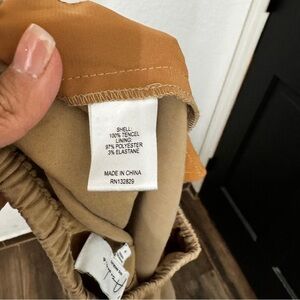 SHELL:
100% TENCEL
LINING:
97% POLYESTER
3% ELASTANE
MADE IN CHINA
RN132829